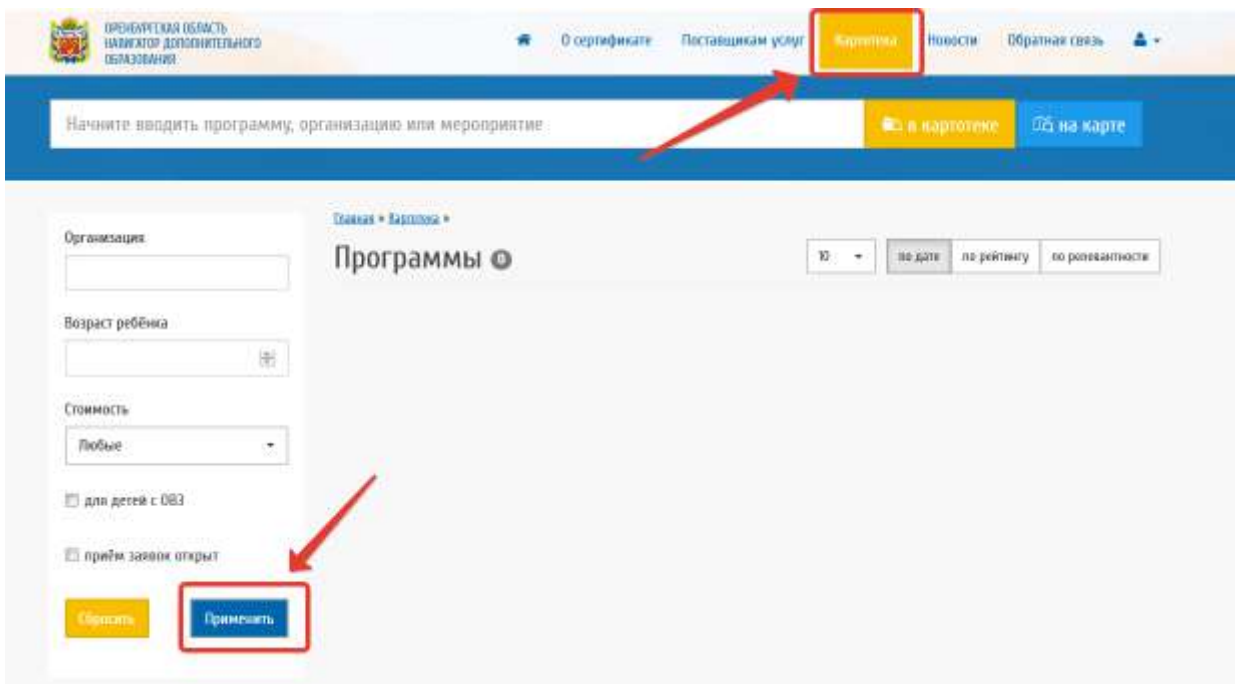 ОРЕНБУРГСКАЯ ОБЛАСТЬ
НАВИГАТОР ДОПОЛНИТЕЛЬНОГО
ОБРАЗОВАНИЯ
О сертификате
Поставщикам услуг
Картотека
Новости
Обратная связь
Начните вводить программу, организацию или мероприятие
в картотеке
на карте
Главная » Картотека »
Программы 0
10
по дате
по рейтингу
по релевантности
Организация
Возраст ребёнка
Стоимость
Любые
для детей с ОВЗ
приём заявок открыт
Сбросить
Применить